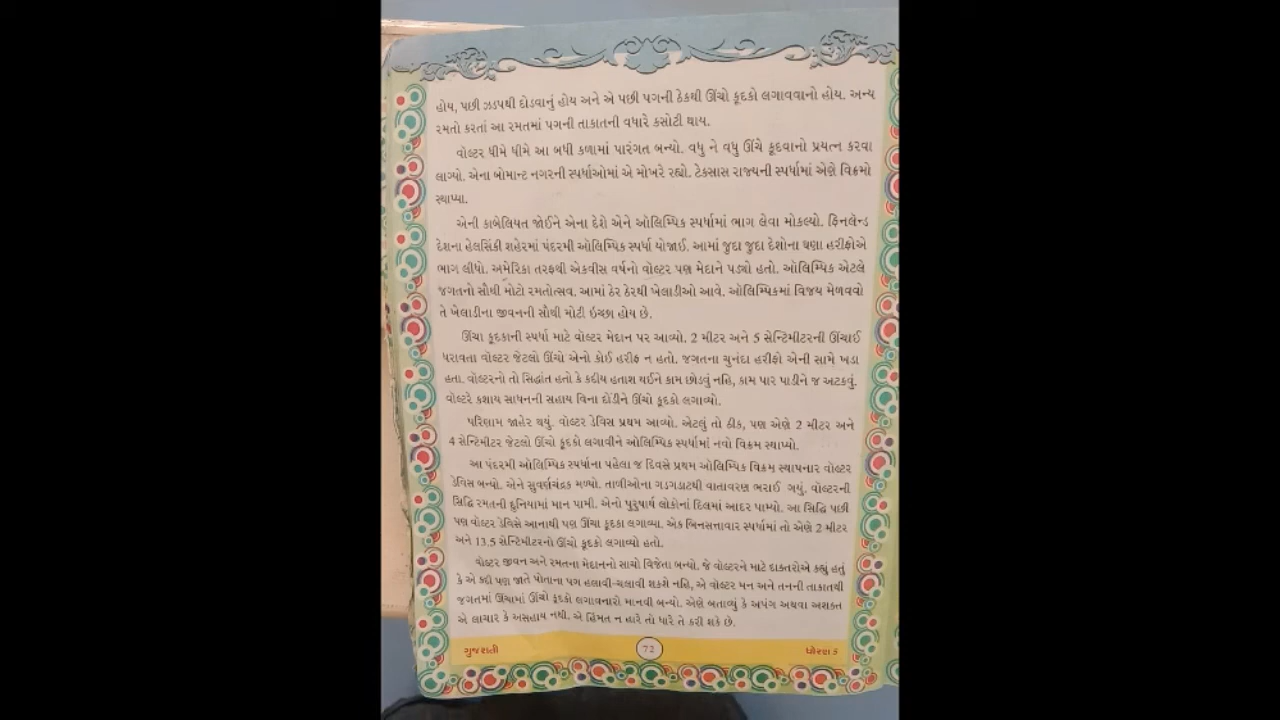 હોય, પછી ઝડપથી દોડવાનું હોય અને એ પછી પગની ઠેકથી ઊંચો કૂદકો લગાવવાનો હોય. અન્ય
રમતો કરતાં આ રમતમાં પગની તાકાતની વધારે કસોટી થાય.
વોલ્ટર ધીમે ધીમે આ બધી કળામાં પારંગત બન્યો. વધુ ને વધુ ઊંચે કૂદવાનો પ્રયત્ન કરવા
લાગ્યો. એના બોમાન્ટ નગરની સ્પર્ધાઓમાં એ મોખરે રહ્યો. ટેક્સાસ રાજ્યની સ્પર્ધામાં એણે વિક્રમો
સ્થાપ્યા.
એની કાબેલિયત જોઈને એના દેશે એને ઑલિમ્પિક સ્પર્ધામાં ભાગ લેવા મોકલ્યો. ફિનલૅન્ડ
દેશના હેલસિંકી શહેરમાં પંદરમી ઑલિમ્પિક સ્પર્ધા યોજાઈ. આમાં જુદા જુદા દેશોના ઘણા હરીફોએ
ભાગ લીધો. અમેરિકા તરફથી એકવીસ વર્ષનો વૉલ્ટર પણ મેદાને પડ્યો હતો. ઑલિમ્પિક એટલે
જગતનો સૌથી મોટો રમતોત્સવ. આમાં ઠેર ઠેરથી ખેલાડીઓ આવે. ઑલિમ્પિકમાં વિજય મેળવવો
તે ખેલાડીના જીવનની સૌથી મોટી ઇચ્છા હોય છે.
ઊંચા કૂદકાની સ્પર્ધા માટે વૉલ્ટર મેદાન પર આવ્યો. 2 મીટર અને 5 સેન્ટિમીટરની ઊંચાઈ
ધરાવતા વૉલ્ટર જેટલો ઊંચો એનો કોઈ હરીફ ન હતો. જગતના ચુનંદા હરીફો એની સામે ખડા
હતા. વૉલ્ટરનો તો સિદ્ધાંત હતો કે કદીય હતાશ થઈને કામ છોડવું નહિ, કામ પાર પાડીને જ અટકવું.
વૉલ્ટરે કશાય સાધનની સહાય વિના દોડીને ઊંચો કૂદકો લગાવ્યો.
પરિણામ જાહેર થયું. વૉલ્ટર ડેવિસ પ્રથમ આવ્યો. એટલું તો ઠીક, પણ એણે 2 મીટર અને
4 સેન્ટિમીટર જેટલો ઊંચો કૂદકો લગાવીને ઑલિમ્પિક સ્પર્ધામાં નવો વિક્રમ સ્થાપ્યો.
આ પંદરમી ઑલિમ્પિક સ્પર્ધાના પહેલા જ દિવસે પ્રથમ ઑલિમ્પિક વિક્રમ સ્થાપનાર વૉલ્ટર
ડેવિસ બન્યો. એને સુવર્ણચંદ્રક મળ્યો. તાળીઓના ગડગડાટથી વાતાવરણ ભરાઈ ગયું. વૉલ્ટરની
સિદ્ધિ રમતની દુનિયામાં માન પામી. એનો પુરુષાર્થ લોકોનાં દિલમાં આદર પામ્યો. આ સિદ્ધિ પછી
પણ વૉલ્ટર ડેવિસે આનાથી પણ ઊંચા કૂદકા લગાવ્યા. એક બિનસત્તાવાર સ્પર્ધામાં તો એણે 2 મીટર
અને 13.5 સેન્ટિમીટરનો ઊંચો કૂદકો લગાવ્યો હતો.
વૉલ્ટર જીવન અને રમતના મેદાનનો સાચો વિજેતા બન્યો. જે વૉલ્ટરને માટે દાક્તરોએ કહ્યું હતું
કે એ કદી પણ જાતે પોતાના પગ હલાવી-ચલાવી શકશે નહિ, એ વૉલ્ટર મન અને તનની તાકાતથી
જગતમાં ઊંચામાં ઊંચો કૂદકો લગાવનારો માનવી બન્યો. એણે બતાવ્યું કે અપંગ અથવા અશક્ત
એ લાચાર કે અસહાય નથી. એ હિંમત ન હારે તો ધારે તે કરી શકે છે.
ગુજરાતી
72
ધોરણ 5